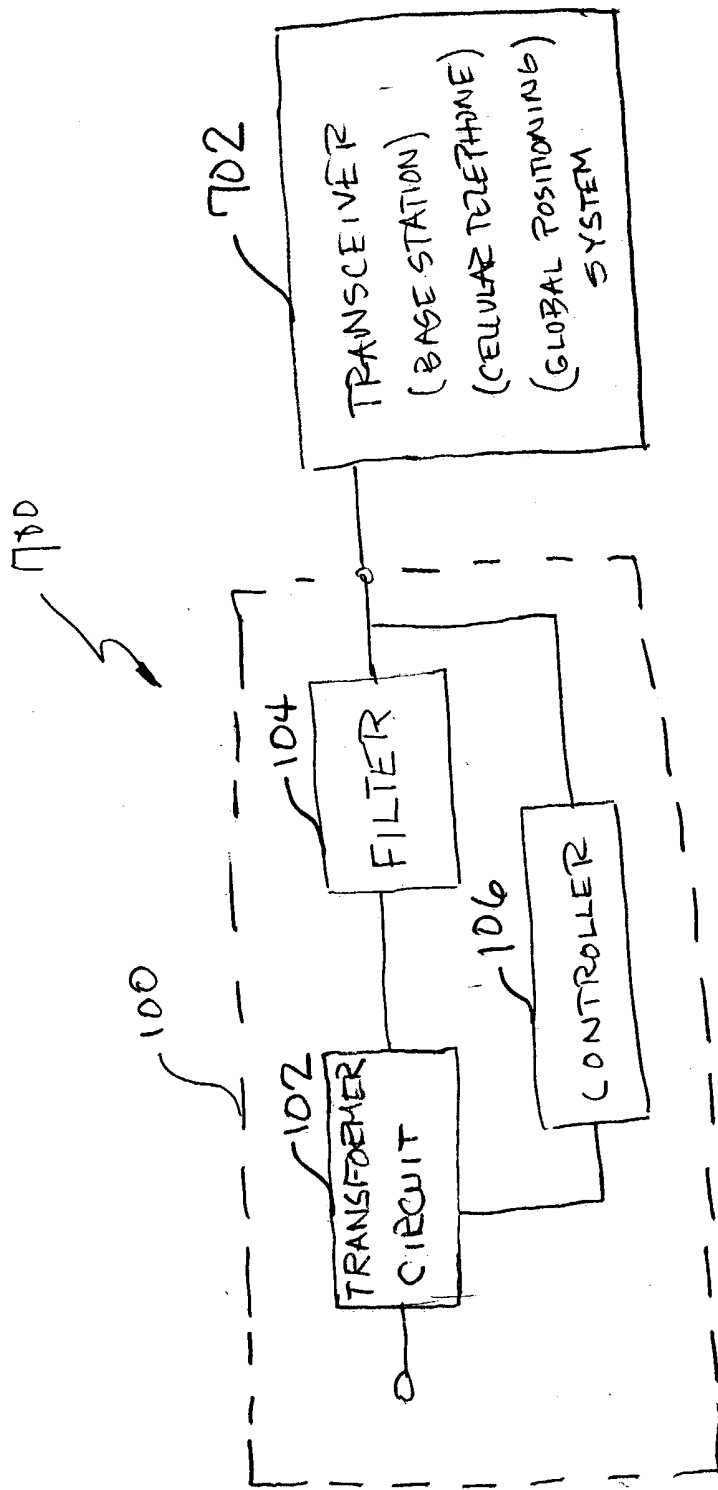 700
100
102
TRANSFORMER
CIRCUIT
104
FILTER
106
CONTROLLER
702
TRANSCEIVER
(BASE STATION)
(CELLULAR TELEPHONE)
(GLOBAL POSITIONING)
SYSTEM